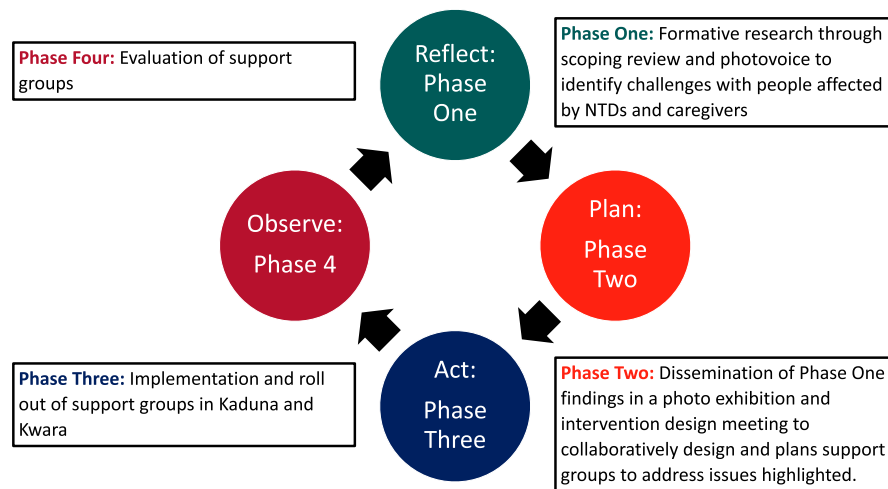 Phase Four: Evaluation of support
groups
Reflect:
Phase
One
Phase One: Formative research through
scoping review and photovoice to
identify challenges with people affected
by NTDs and caregivers
Observe:
Phase 4
Plan:
Phase
Two
Phase Three: Implementation and roll
out of support groups in Kaduna and
Kwara
Act:
Phase
Three
Phase Two: Dissemination of Phase One
findings in a photo exhibition and
intervention design meeting to
collaboratively design and plans support
groups to address issues highlighted.